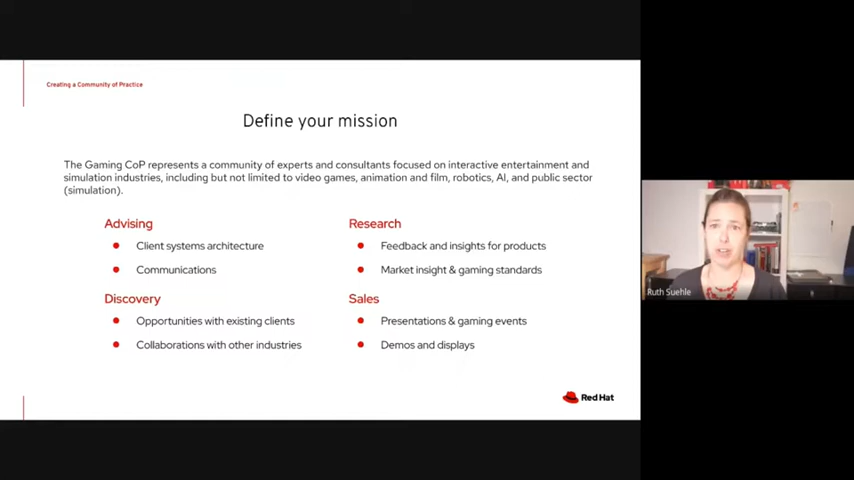 Creating a Community of Practice
Define your mission
The Gaming CoP represents a community of experts and consultants focused on interactive entertainment and
simulation industries, including but not limited to video games, animation and film, robotics, AI, and public sector
(simulation).
Advising
Client systems architecture
Communications
Discovery
Opportunities with existing clients
Collaborations with other industries
Research
Feedback and insights for products
Market insight & gaming standards
Sales
Presentations & gaming events
Demos and displays
Red Hat
Ruth Suehle